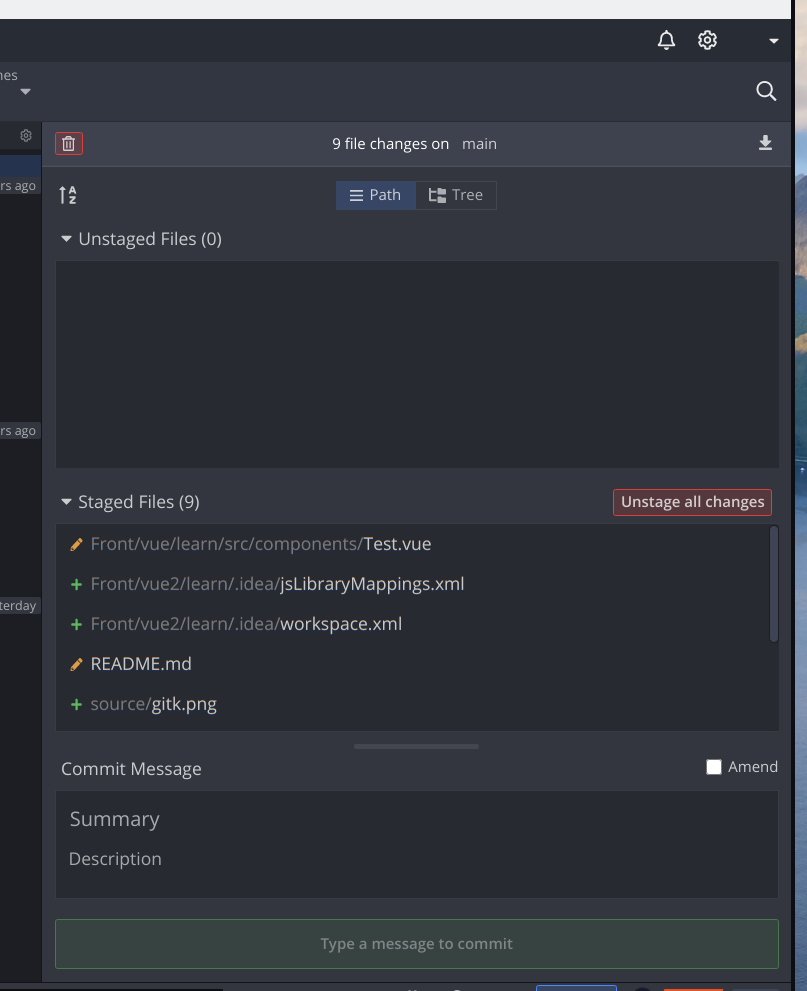 9 file changes on main
rs ago
Path Tree
Unstaged Files (0)
rs ago
Staged Files (9) Unstage all changes
Front/vue/learn/src/components/Test.vue
Front/vue2/learn/.idea/jsLibraryMappings.xml
Front/vue2/learn/.idea/workspace.xml
terday
README.md
source/gitk.png
Commit Message Amend
Summary
Description
Type a message to commit